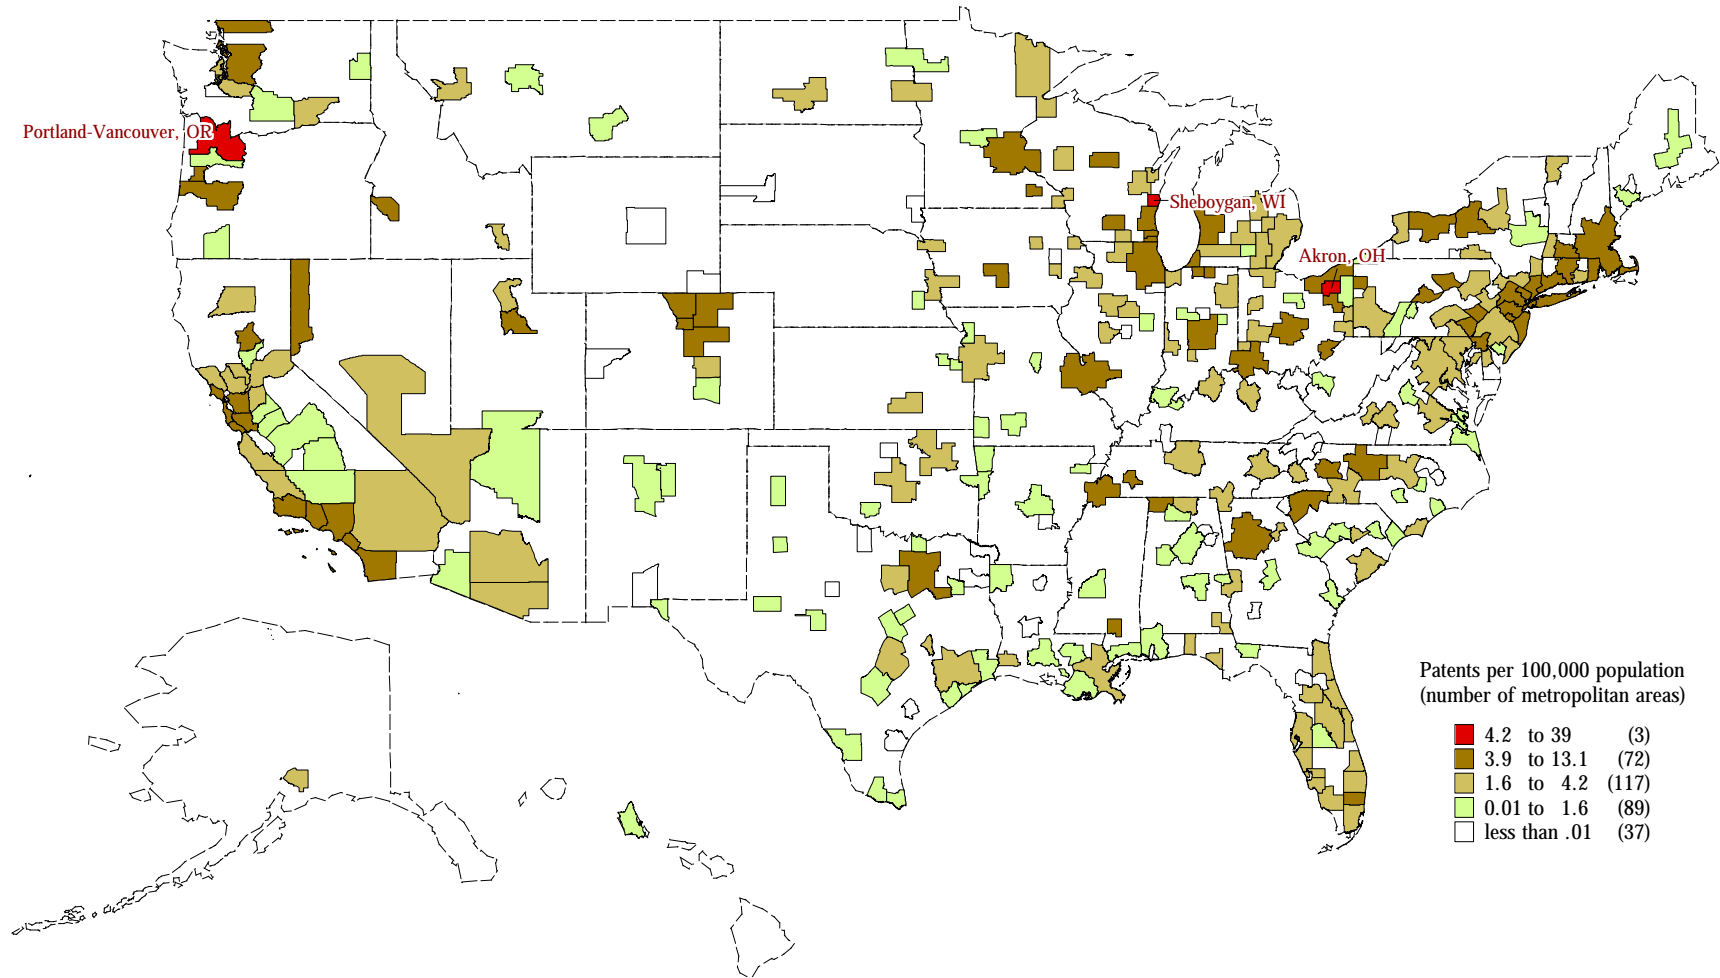 Portland-Vancouver, OR
Sheboygan, WI
Akron, OH
Patents per 100,000 population
(number of metropolitan areas)
4.2 to 39 (3)
3.9 to 13.1 (72)
1.6 to 4.2 (117)
0.01 to 1.6 (89)
less than .01 (37)